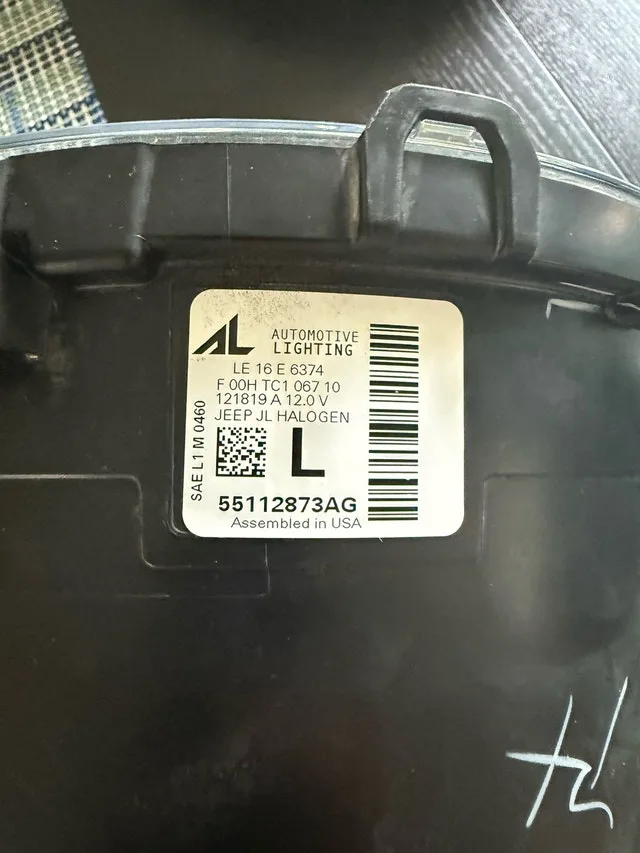 AL AUTOMOTIVE
LIGHTING
LE 16 E 6374
F 00H TC1 067 10
121819 A 12.0 V
JEEP JL HALOGEN
SAE L1 M 0460
L
55112873AG
Assembled in USA